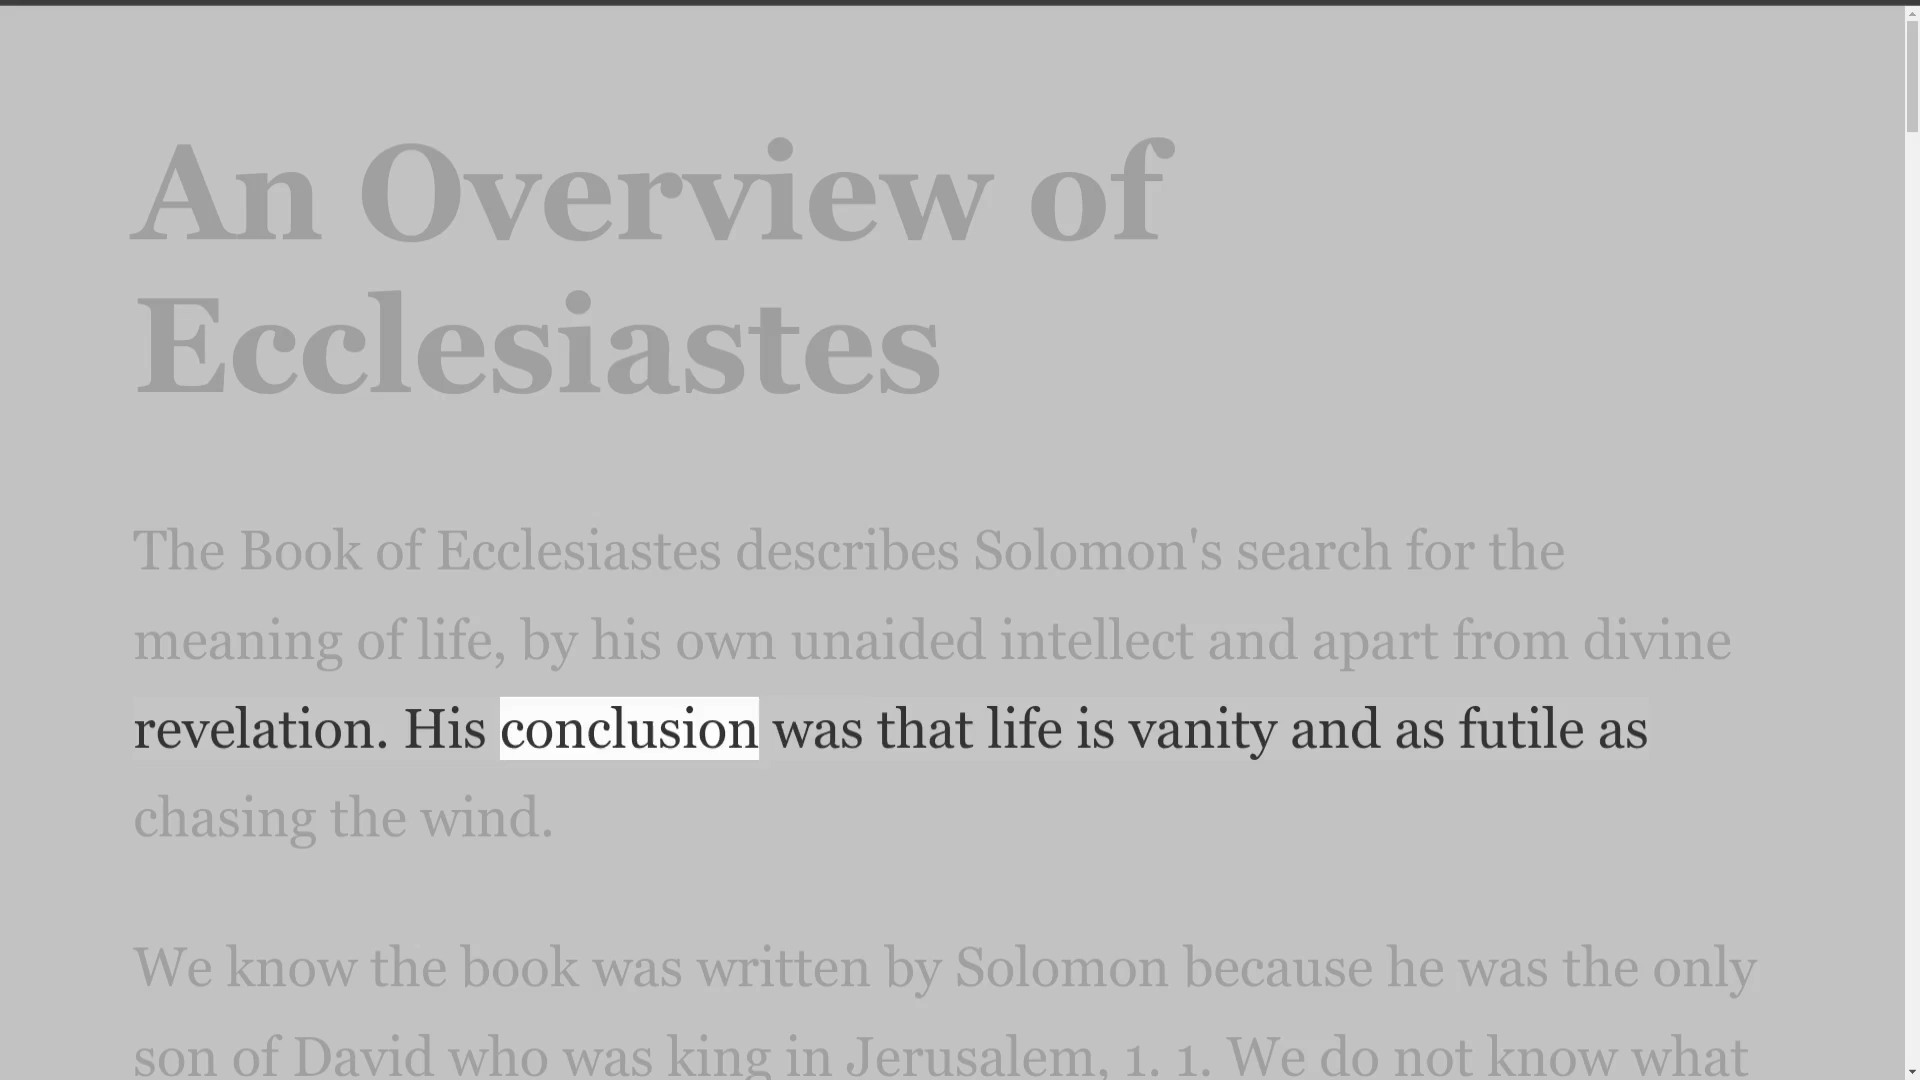 An Overview of
Ecclesiastes
The Book of Ecclesiastes describes Solomon's search for the
meaning of life, by his own unaided intellect and apart from divine
revelation. His conclusion was that life is vanity and as futile as
chasing the wind.
We know the book was written by Solomon because he was the only
son of David who was king in Jerusalem, 1. 1. We do not know what